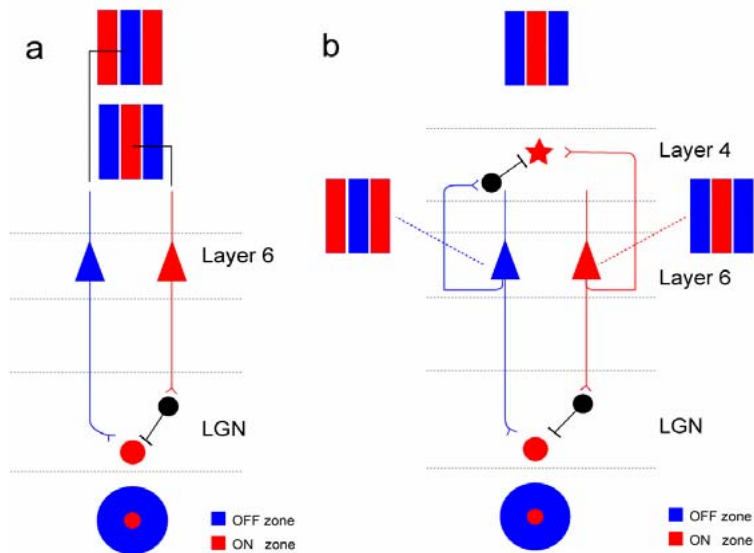 a
Layer 6
LGN
OFF zone
ON zone
b
Layer 4
Layer 6
LGN
OFF zone
ON zone